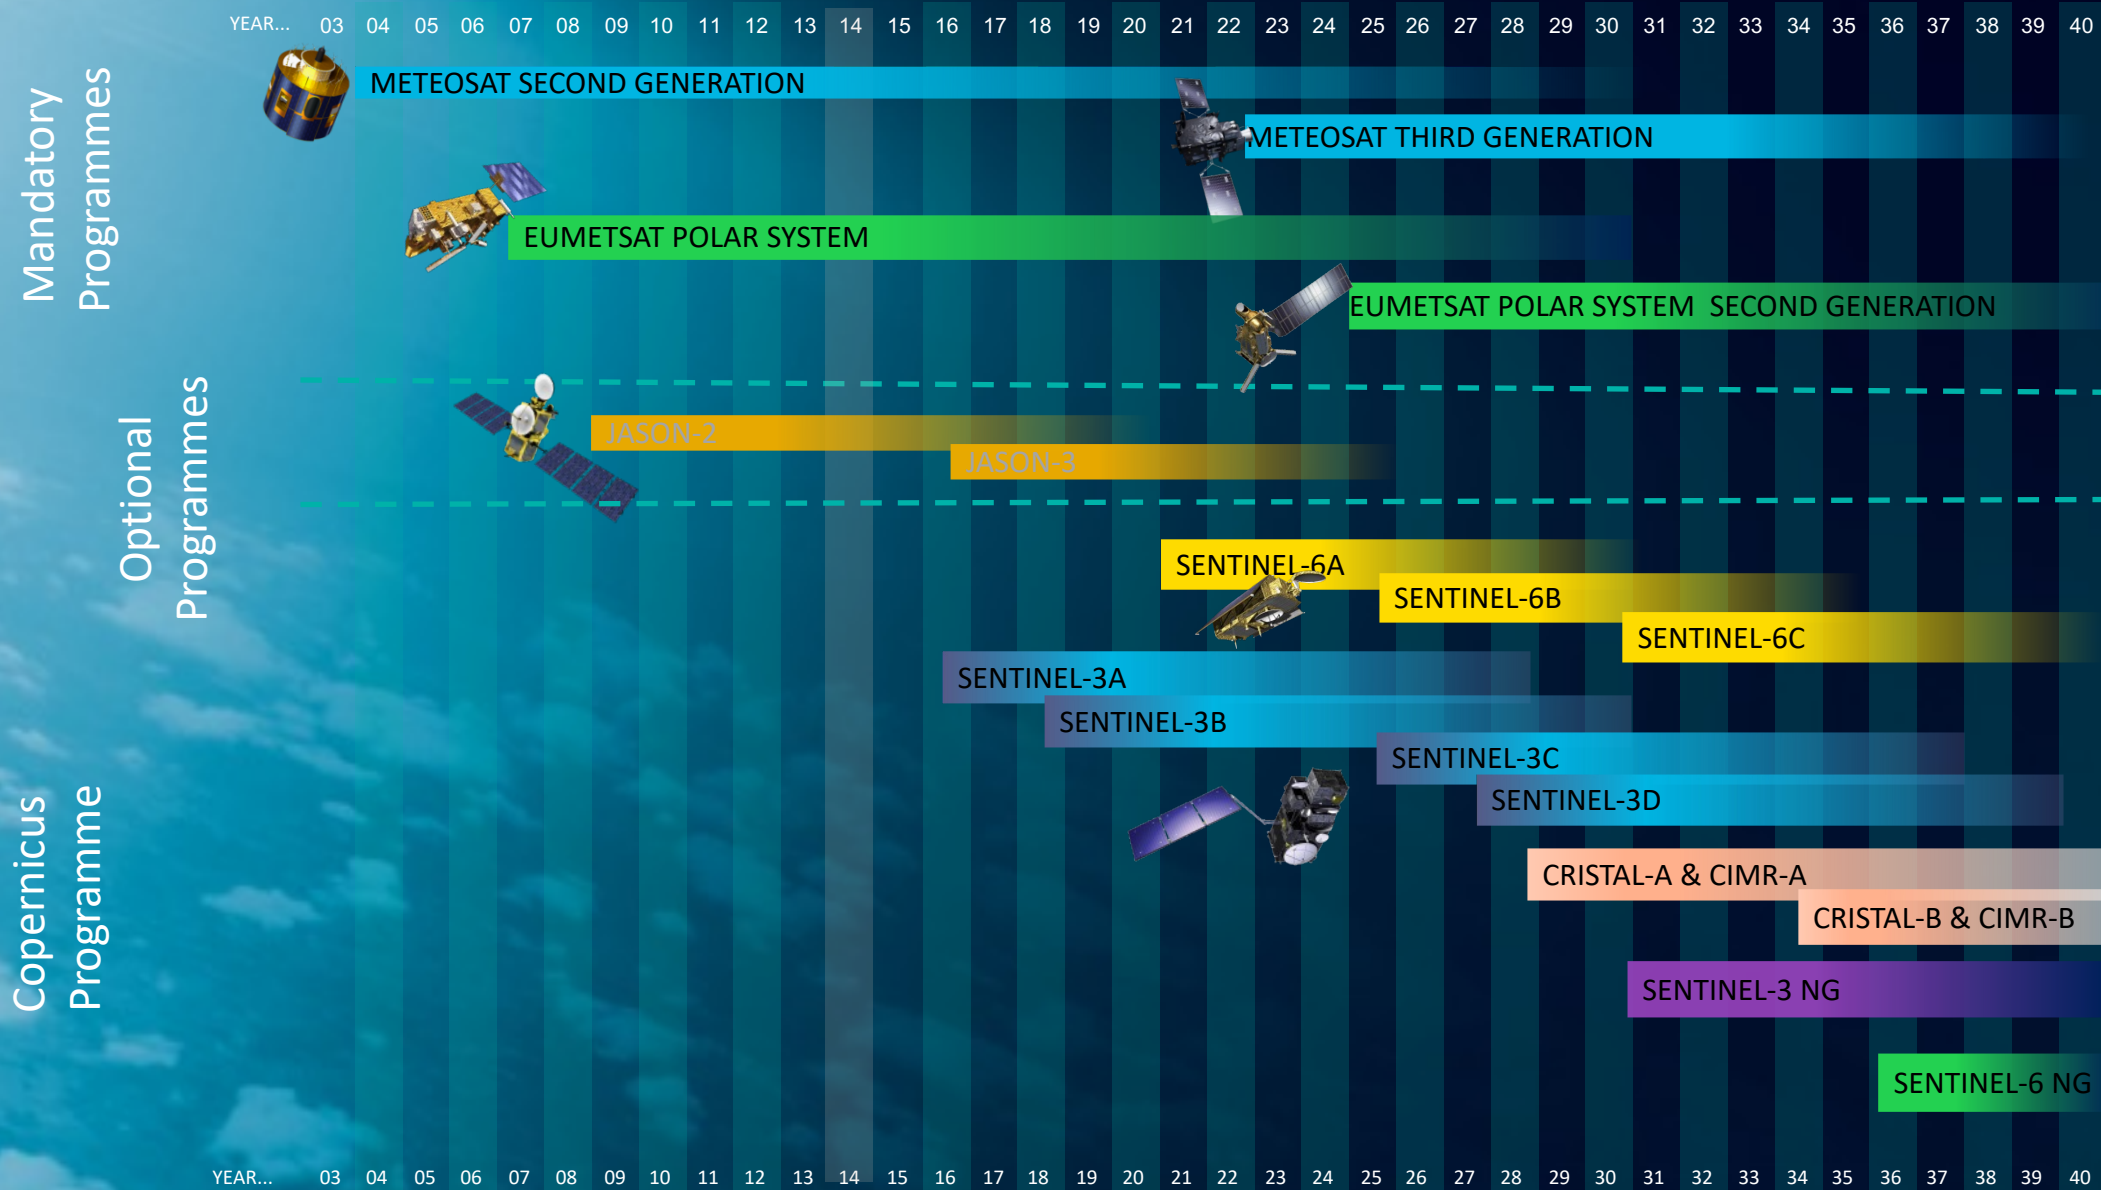 YEAR... 03 04 05 06 07 08 09 10 11 12 13 14 15 16 17 18 19 20 21 22 23 24 25 26 27 28 29 30 31 32 33 34 35 36 37 38 39 40
Mandatory
Programmes
METEOSAT SECOND GENERATION
METEOSAT THIRD GENERATION
EUMETSAT POLAR SYSTEM
EUMETSAT POLAR SYSTEM SECOND GENERATION
Optional
Programmes
JASON-2
JASON-3
Copernicus
Programme
SENTINEL-6A
SENTINEL-6B
SENTINEL-6C
SENTINEL-3A
SENTINEL-3B
SENTINEL-3C
SENTINEL-3D
CRISTAL-A & CIMR-A
CRISTAL-B & CIMR-B
SENTINEL-3 NG
SENTINEL-6 NG
YEAR... 03 04 05 06 07 08 09 10 11 12 13 14 15 16 17 18 19 20 21 22 23 24 25 26 27 28 29 30 31 32 33 34 35 36 37 38 39 40